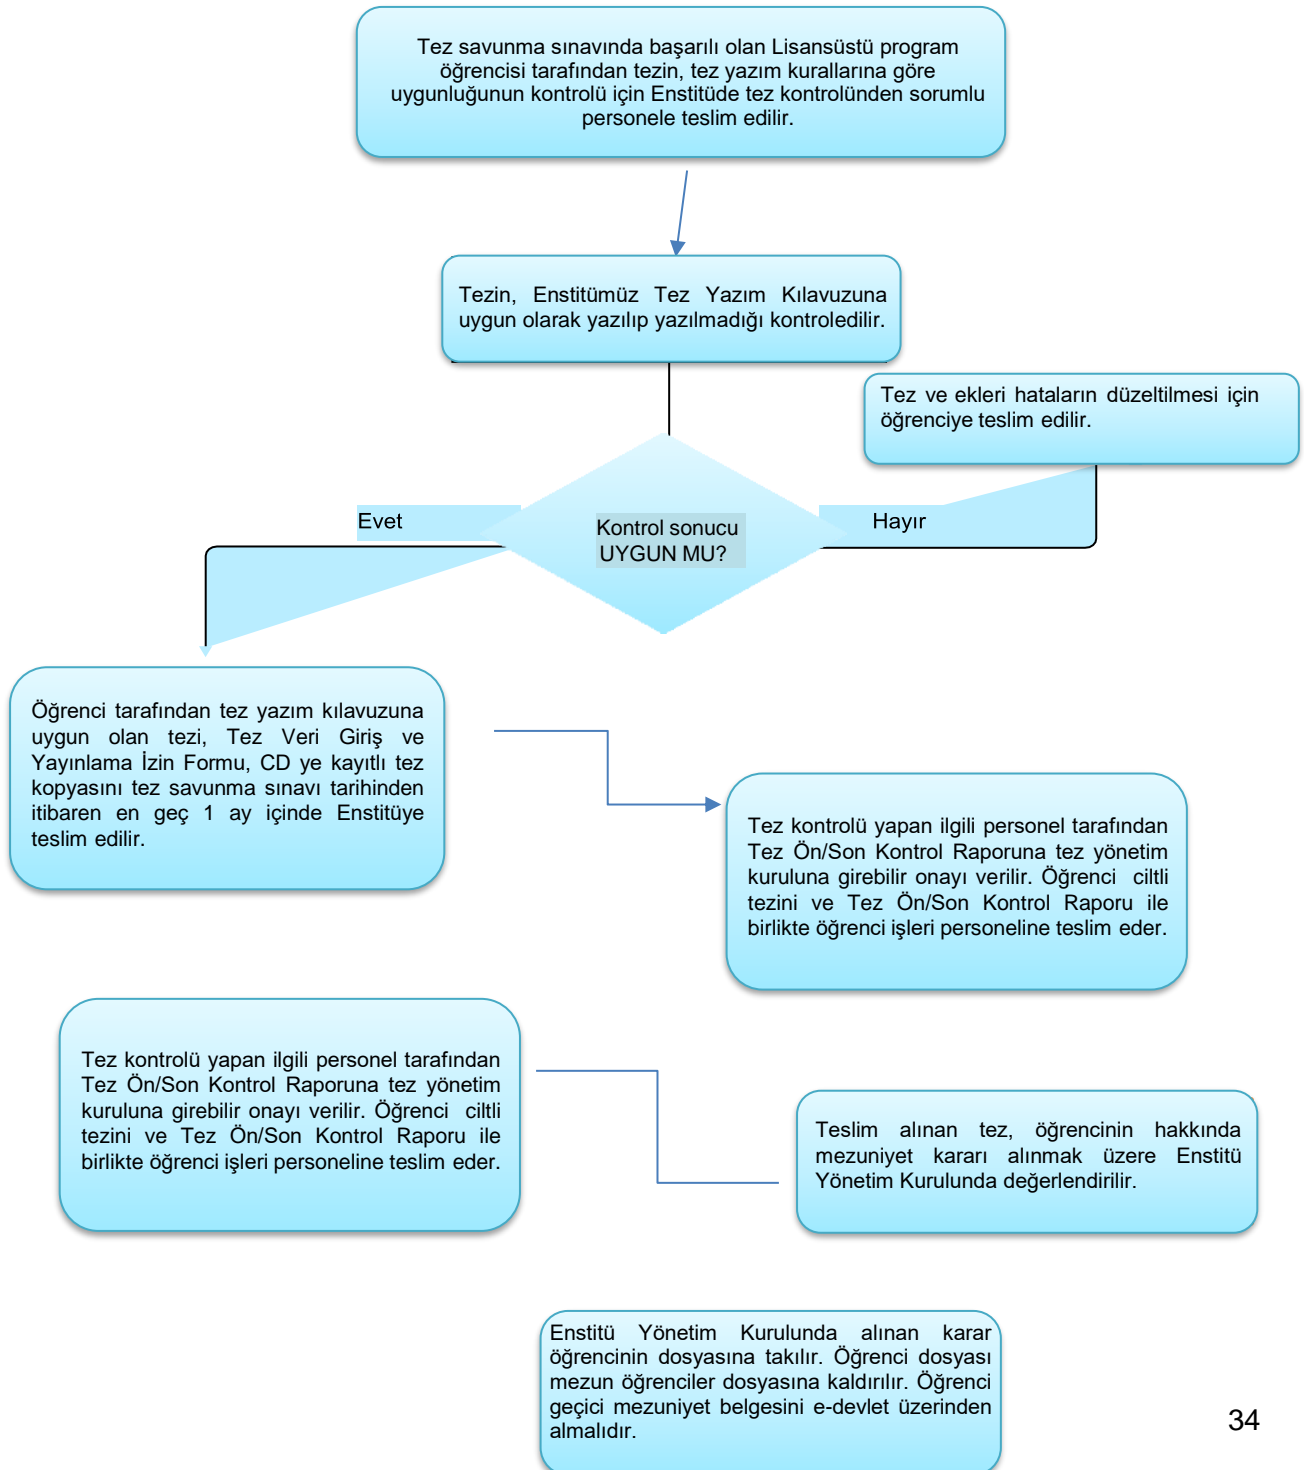 Tez savunma sınavında başarılı olan Lisansüstü program
öğrencisi tarafından tezin, tez yazım kurallarına göre
uygunluğunun kontrolü için Enstitüde tez kontrolünden sorumlu
personele teslim edilir.
Tezin, Enstitümüz Tez Yazım Kılavuzuna
uygun olarak yazılıp yazılmadığı kontroledilir.
Tez ve ekleri hataların düzeltilmesi için
öğrenciye teslim edilir.
Evet
Kontrol sonucu
UYGUN MU?
Hayır
Öğrenci tarafından tez yazım kılavuzuna
uygun olan tezi, Tez Veri Giriş ve
Yayınlama İzin Formu, CD ye kayıtlı tez
kopyasını tez savunma sınavı tarihinden
itibaren en geç 1 ay içinde Enstitüye
teslim edilir.
Tez kontrolü yapan ilgili personel tarafından
Tez Ön/Son Kontrol Raporuna tez yönetim
kuruluna girebilir onayı verilir. Öğrenci ciltli
tezini ve Tez Ön/Son Kontrol Raporu ile
birlikte öğrenci işleri personeline teslim eder.
Tez kontrolü yapan ilgili personel tarafından
Tez Ön/Son Kontrol Raporuna tez yönetim
kuruluna girebilir onayı verilir. Öğrenci ciltli
tezini ve Tez Ön/Son Kontrol Raporu ile
birlikte öğrenci işleri personeline teslim eder.
Teslim alınan tez, öğrencinin hakkında
mezuniyet kararı alınmak üzere Enstitü
Yönetim Kurulunda değerlendirilir.
Enstitü Yönetim Kurulunda alınan karar
öğrencinin dosyasına takılır. Öğrenci dosyası
mezun öğrenciler dosyasına kaldırılır. Öğrenci
geçici mezuniyet belgesini e-devlet üzerinden
almalıdır.
34